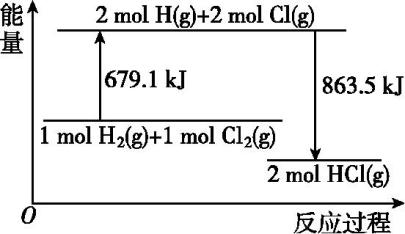 能量
2 mol H(g)+2 mol Cl(g)
679.1 kJ
863.5 kJ
1 mol H₂(g)+1 mol Cl₂(g)
2 mol HCl(g)
O
反应过程